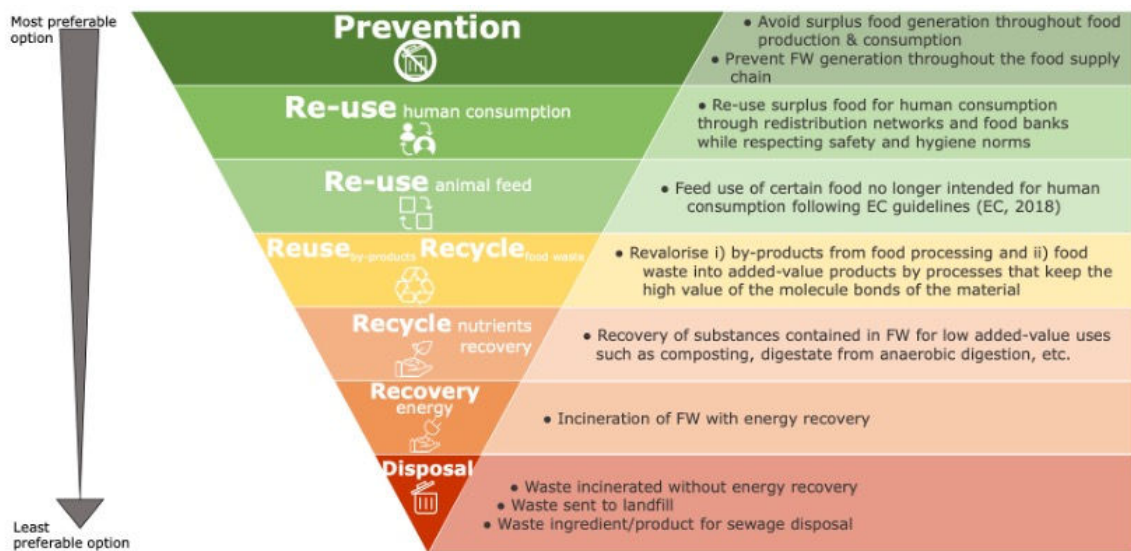 Most preferable
option
Prevention
• Avoid surplus food generation throughout food
production & consumption
• Prevent FW generation throughout the food supply
chain
Re-use human consumption
• Re-use surplus food for human consumption
through redistribution networks and food banks
while respecting safety and hygiene norms
Re-use animal feed
• Feed use of certain food no longer intended for human
consumption following EC guidelines (EC, 2018)
Reuse by-products Recycle food waste
• Revalorise i) by-products from food processing and ii) food
waste into added-value products by processes that keep the
high value of the molecule bonds of the material
Recycle nutrients
recovery
• Recovery of substances contained in FW for low added-value uses
such as composting, digestate from anaerobic digestion, etc.
Recovery
energy
• Incineration of FW with energy recovery
Disposal
• Waste incinerated without energy recovery
• Waste sent to landfill
• Waste ingredient/product for sewage disposal
Least
preferable option